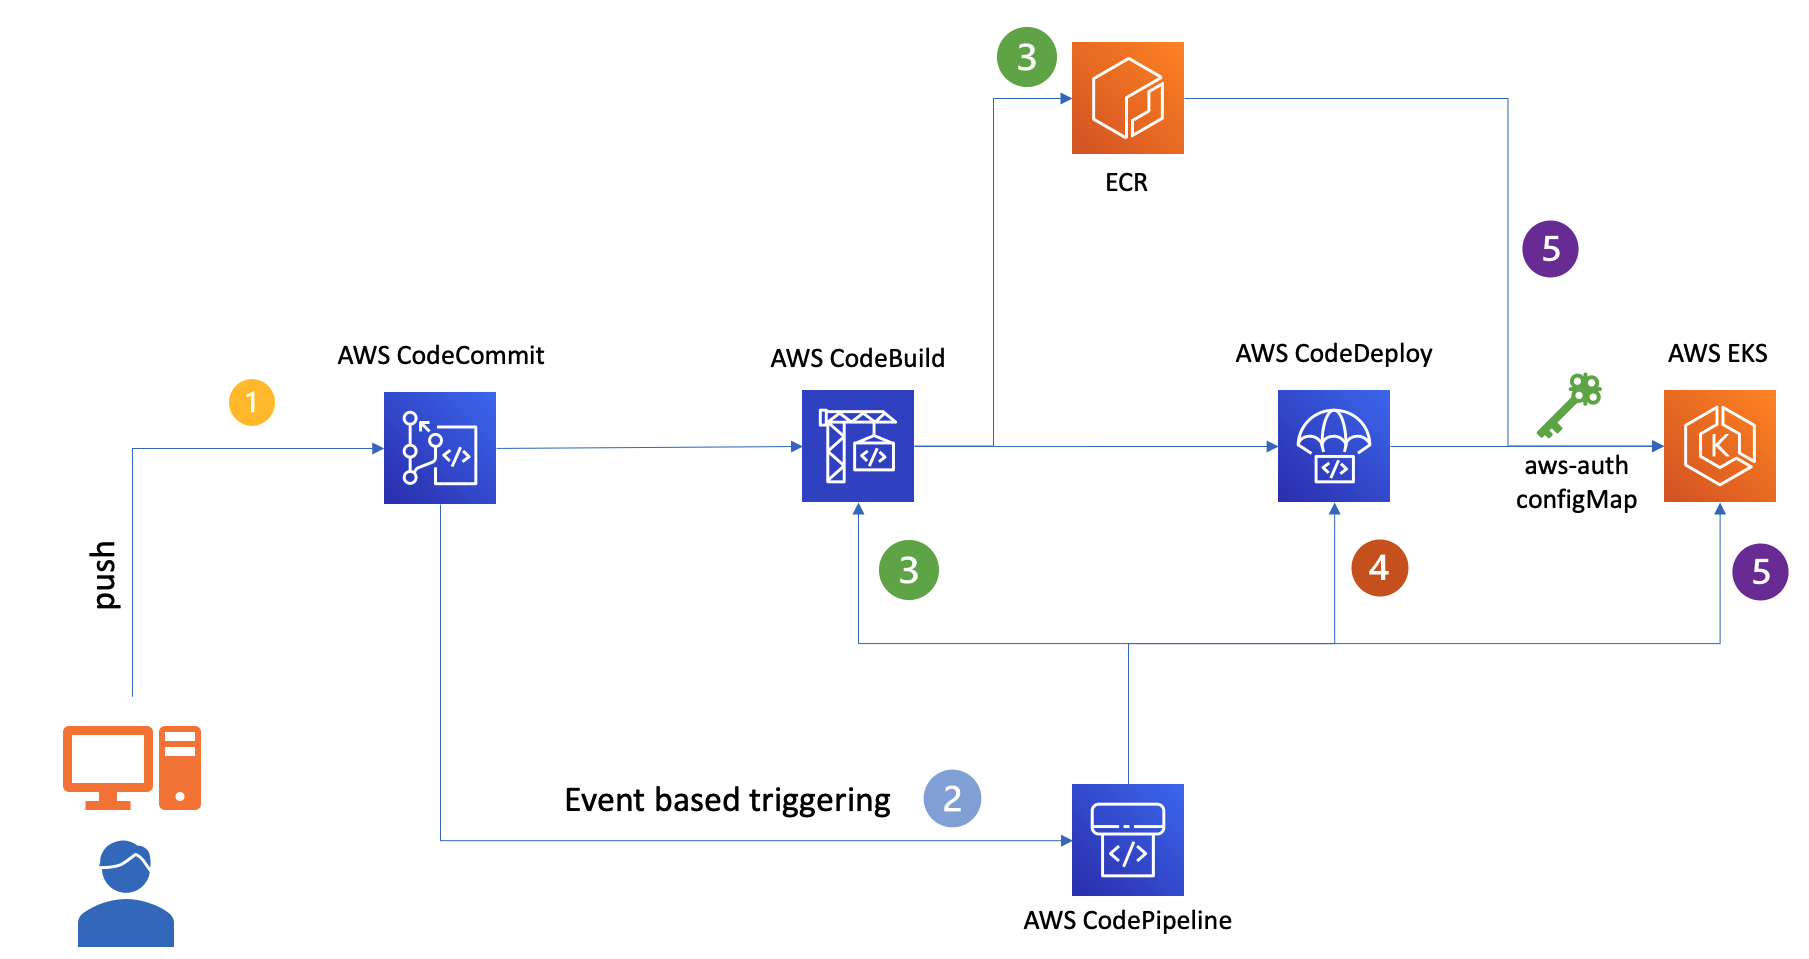 3
ECR
5
AWS CodeCommit
AWS CodeBuild
AWS CodeDeploy
AWS EKS
1
</>
</>
</>
K
aws-auth
configMap
push
3
4
5
Event based triggering
2
</>
AWS CodePipeline